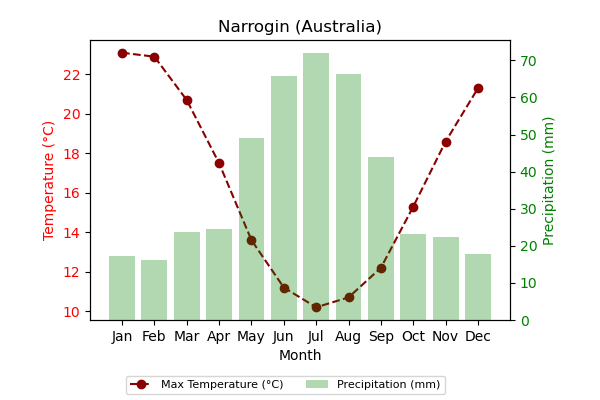 Narrogin (Australia)
Temperature (°C)
22
20
18
16
14
12
10
Precipitation (mm)
70
60
50
40
30
20
10
0
Jan Feb Mar Apr May Jun Jul Aug Sep Oct Nov Dec
Month
Max Temperature (°C) Precipitation (mm)